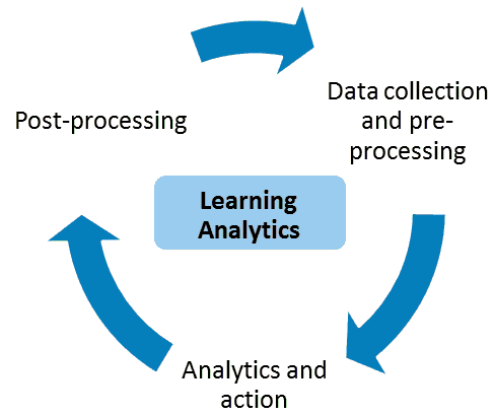 Post-processing
Data collection
and pre-
processing
Learning
Analytics
Analytics and
action